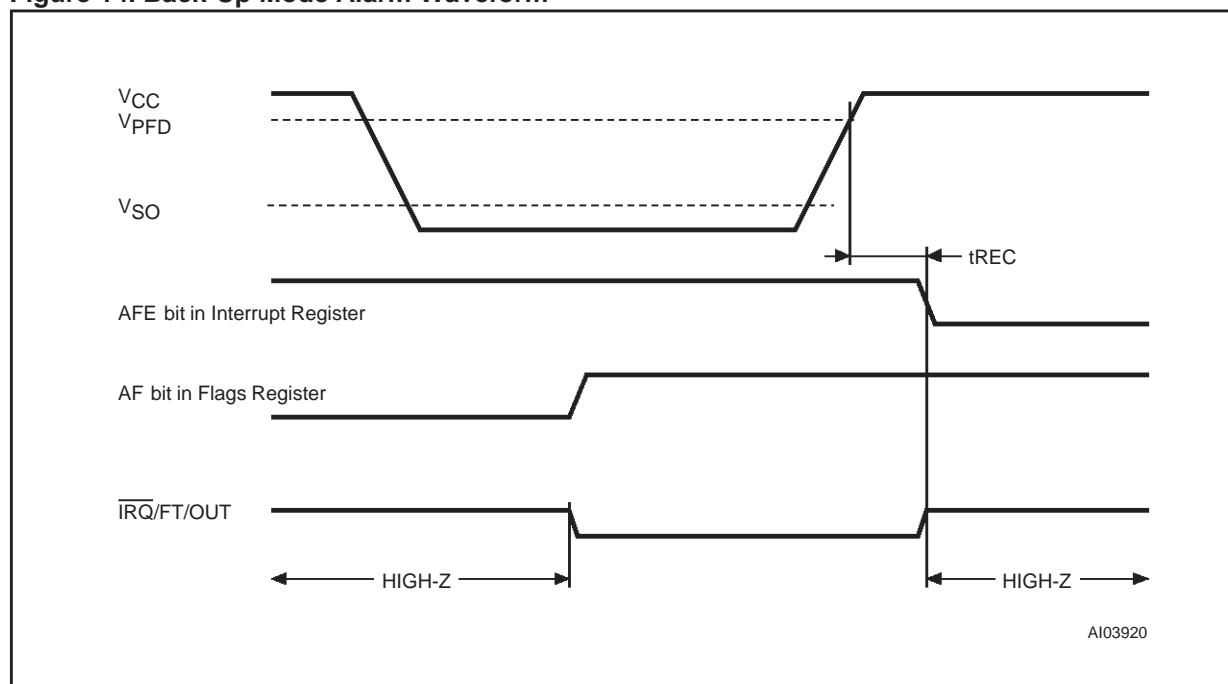 VCC
VPFD
VSO
tREC
AFE bit in Interrupt Register
AF bit in Flags Register
IRQ/FT/OUT
HIGH-Z
HIGH-Z
AI03920